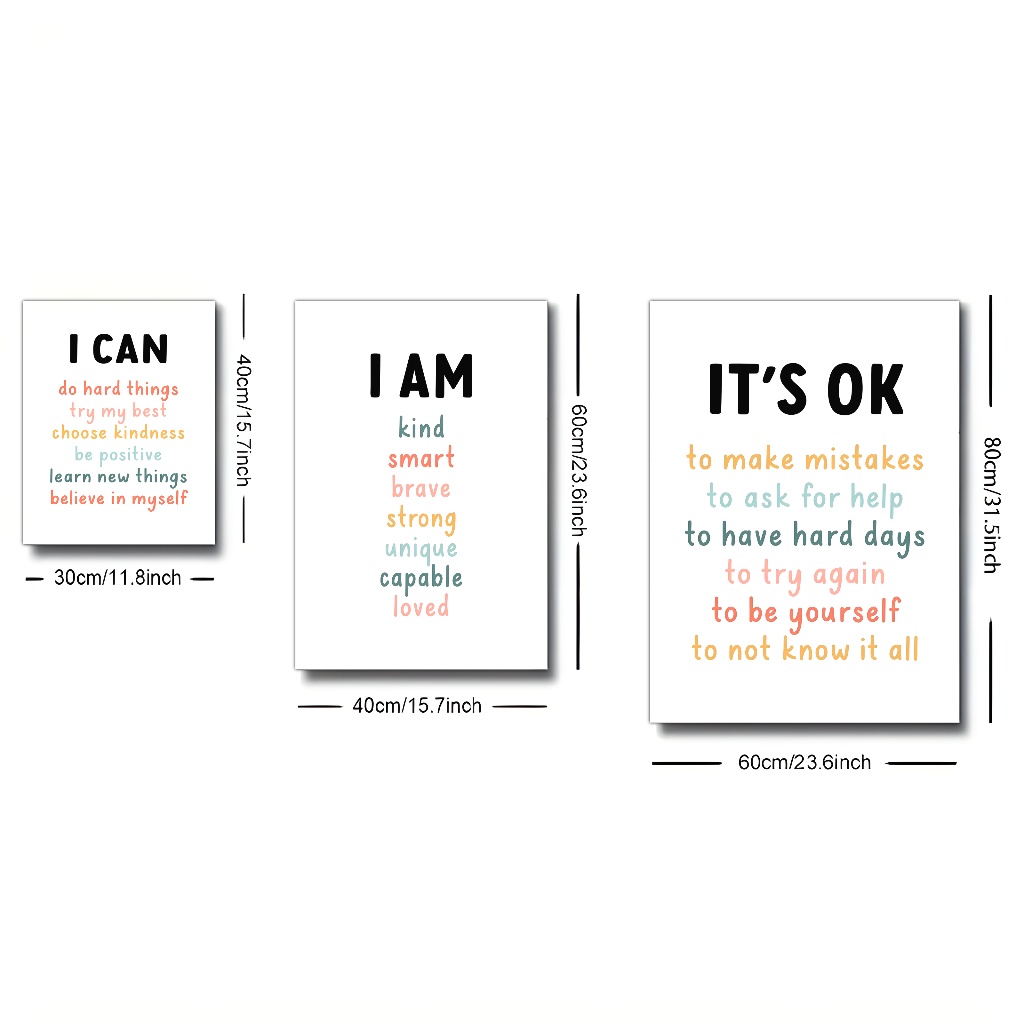 I CAN
do hard things
try my best
choose kindness
be positive
learn new things
believe in myself
40cm/15.7inch
30cm/11.8inch
I AM
kind
smart
brave
strong
unique
capable
loved
60cm/23.6inch
40cm/15.7inch
IT'S OK
to make mistakes
to ask for help
to have hard days
to try again
to be yourself
to not know it all
80cm/31.5inch
60cm/23.6inch